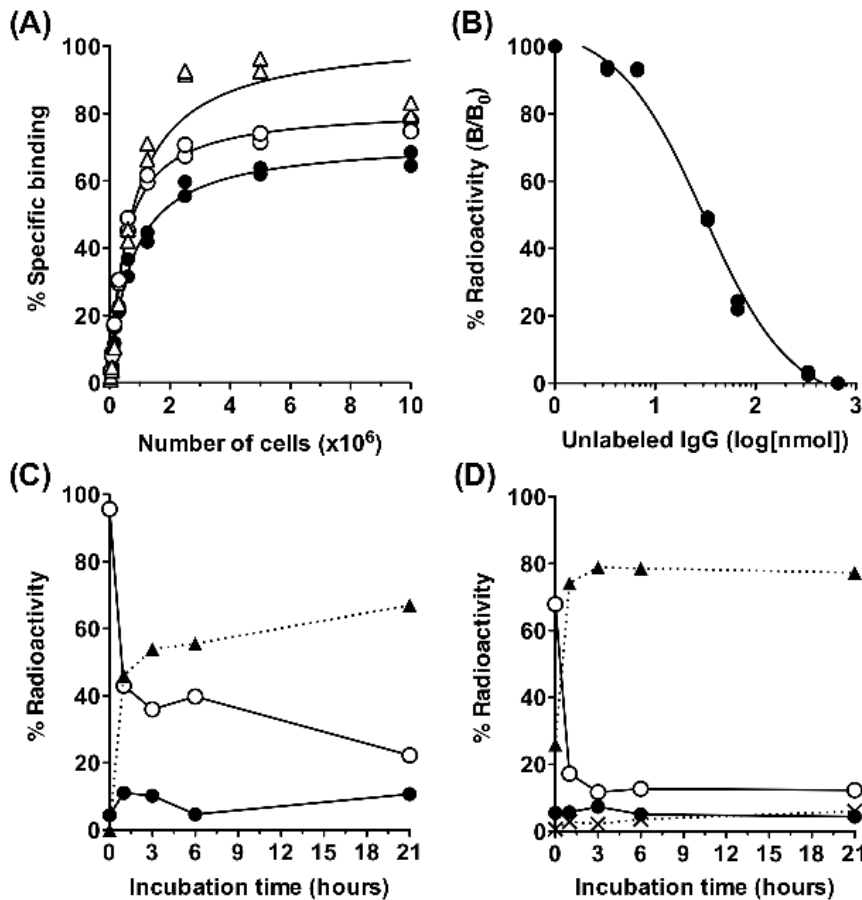 (A)
% Specific binding
100
80
60
40
20
0
0 2 4 6 8 10
Number of cells (x10⁶)
(B)
% Radioactivity (B/B₀)
100
80
60
40
20
0
0 1 2 3
Unlabeled IgG (log[nmol])
(C)
% Radioactivity
100
80
60
40
20
0
0 3 6 9 12 15 18 21
Incubation time (hours)
(D)
% Radioactivity
100
80
60
40
20
0
0 3 6 9 12 15 18 21
Incubation time (hours)